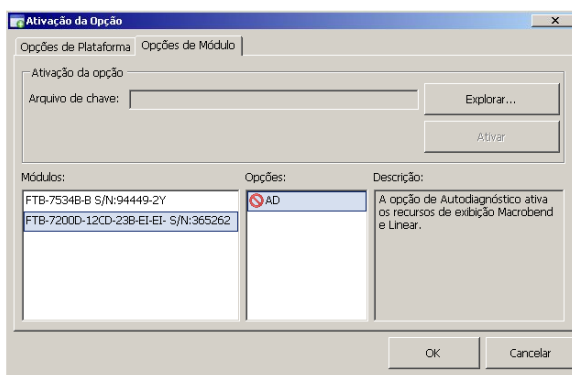 Ativação da Opção
Opções de Plataforma Opções de Módulo
Ativação da opção
Arquivo de chave: Explorar...
Ativar
Módulos: Opções: Descrição:
FTB-7534B-B S/N:94449-2Y AD A opção de Autodiagnóstico ativa
FTB-7200D-12CD-23B-EI-EI- S/N:365262 os recursos de exibição Macrobend
e Linear.
OK Cancelar